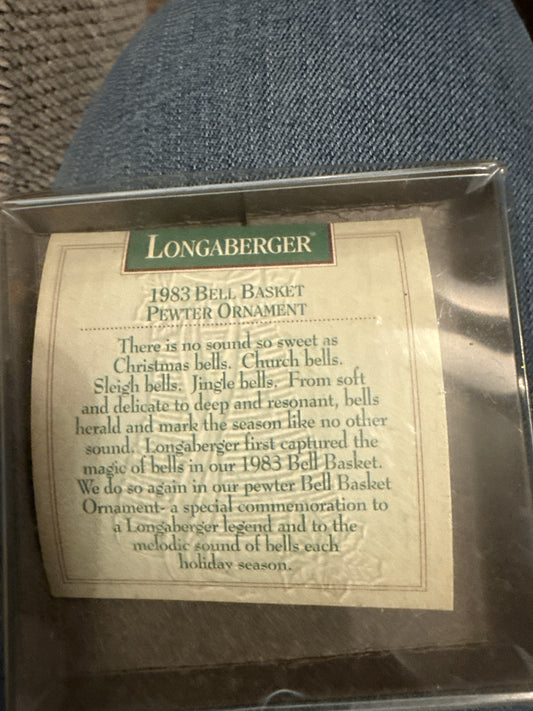 LONGABERGER®
1983 BELL BASKET
PEWTER ORNAMENT
There is no sound so sweet as
Christmas bells. Church bells.
Sleigh bells. Jingle bells. From soft
and delicate to deep and resonant, bells
herald and mark the season like no other
sound. Longaberger first captured the
magic of bells in our 1983 Bell Basket.
We do so again in our pewter Bell Basket
Ornament- a special commemoration to
a Longaberger legend and to the
melodic sound of bells each
holiday season.